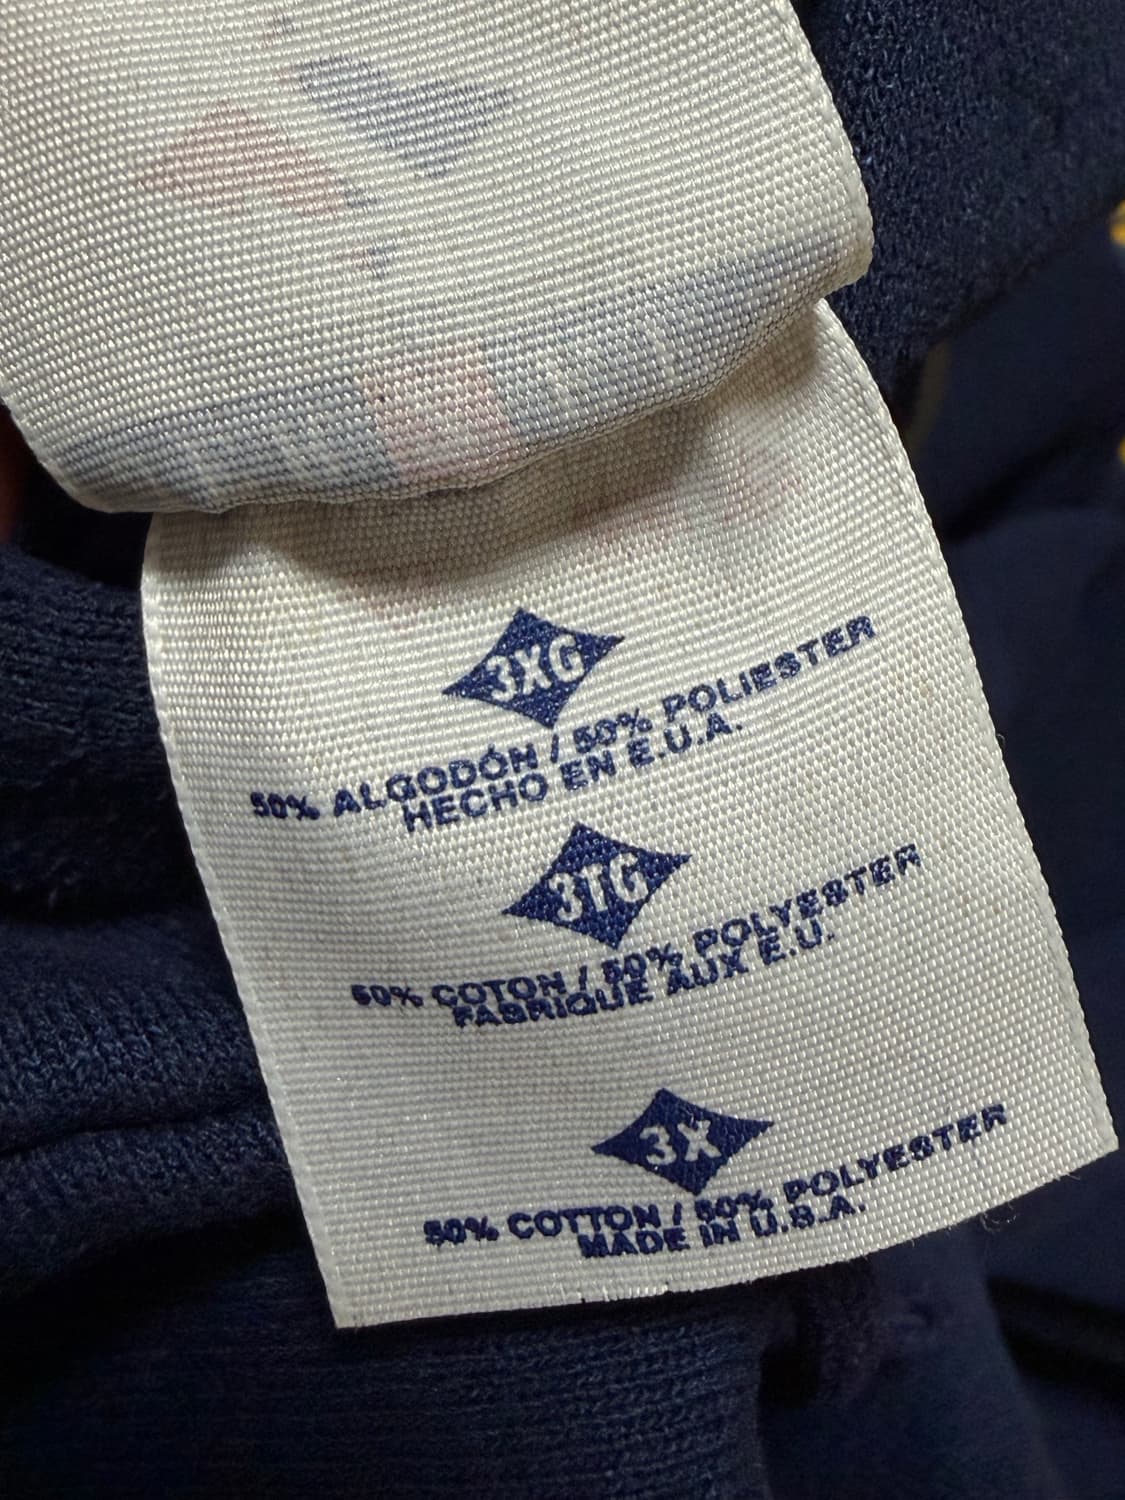 3XG
50% ALGODÓN / 50% POLIESTER
HECHO EN E.U.A.
3TG
50% COTON / 50% POLYESTER
FABRIQUE AUX E.U.
3X
50% COTTON / 50% POLYESTER
MADE IN U.S.A.